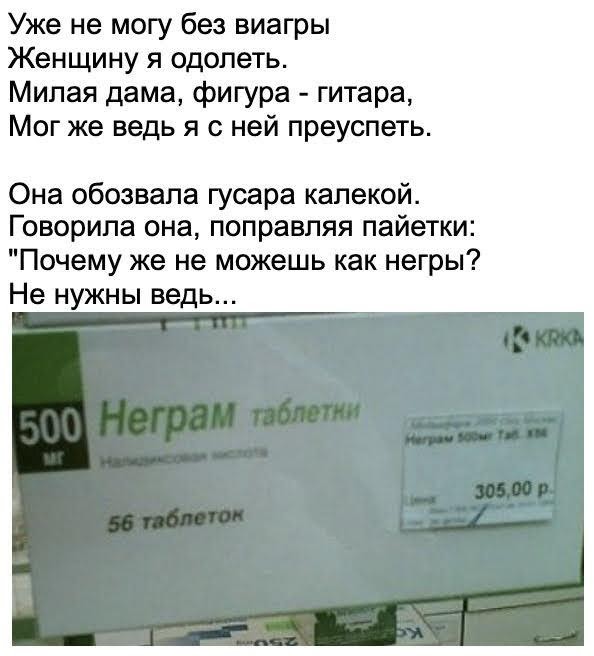 Уже не могу без виагры
Женщину я одолеть.
Милая дама, фигура - гитара,
Мог же ведь я с ней преуспеть.
Она обозвала гусара калекой.
Говорила она, поправляя пайетки:
"Почему же не можешь как негры?
Не нужны ведь...
KRKA
500 мг
Неграм таблетки
Налидиксовая кислота
56 таблеток
Неграм 500мг Таб. X56
Цена
305,00 р.